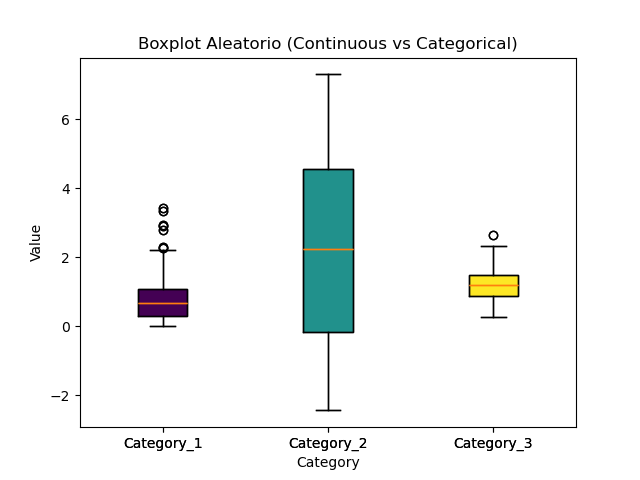 Boxplot Aleatorio (Continuous vs Categorical)
6
4
2
0
−2
Value
Category_1 Category_2 Category_3
Category